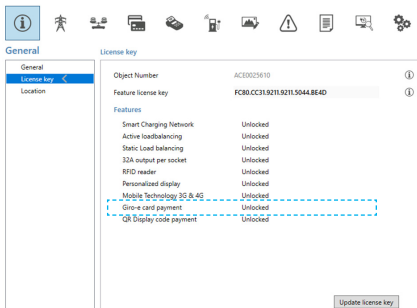 General
License key
General
License key
Location
Object Number ACE0025610
Feature license key FC80.CC31.9211.9211.5044.BE4D
Features
Smart Charging Network Unlocked
Active loadbalancing Unlocked
Static Load balancing Unlocked
32A output per socket Unlocked
RFID reader Unlocked
Personalized display Unlocked
Mobile Technology 3G & 4G Unlocked
Giro-e card payment Unlocked
QR Display code payment Unlocked
Update license key